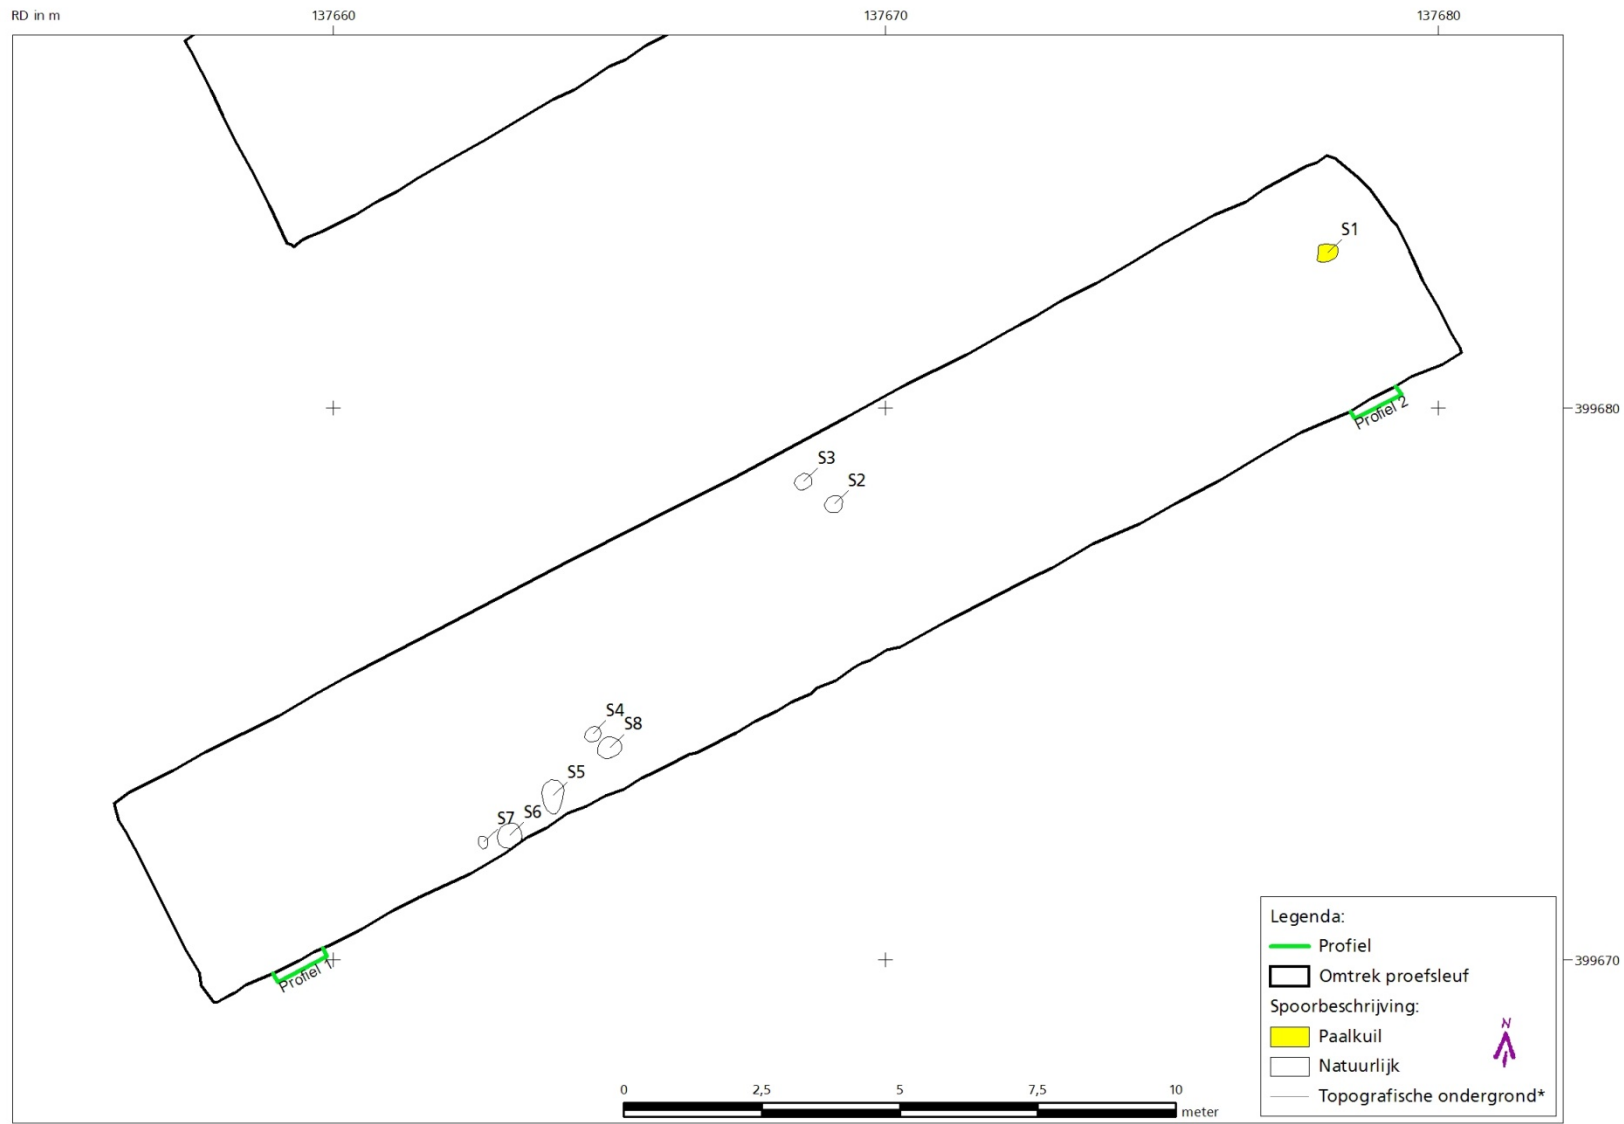 RD in m
137660
137670
137680
S1
399680
Profiel 2
S3
S2
S4
S8
S5
S6
S7
Profiel 1
399670
Legenda:
Profiel
Omtrek proefsleuf
Spoorbeschrijving:
Paalkuil
Natuurlijk
Topografische ondergrond*
N
0 2,5 5 7,5 10
meter